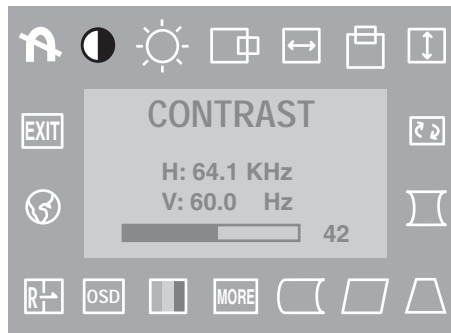 EXIT
CONTRAST
H: 64.1 KHz
V: 60.0 Hz
42
R
OSD
MORE